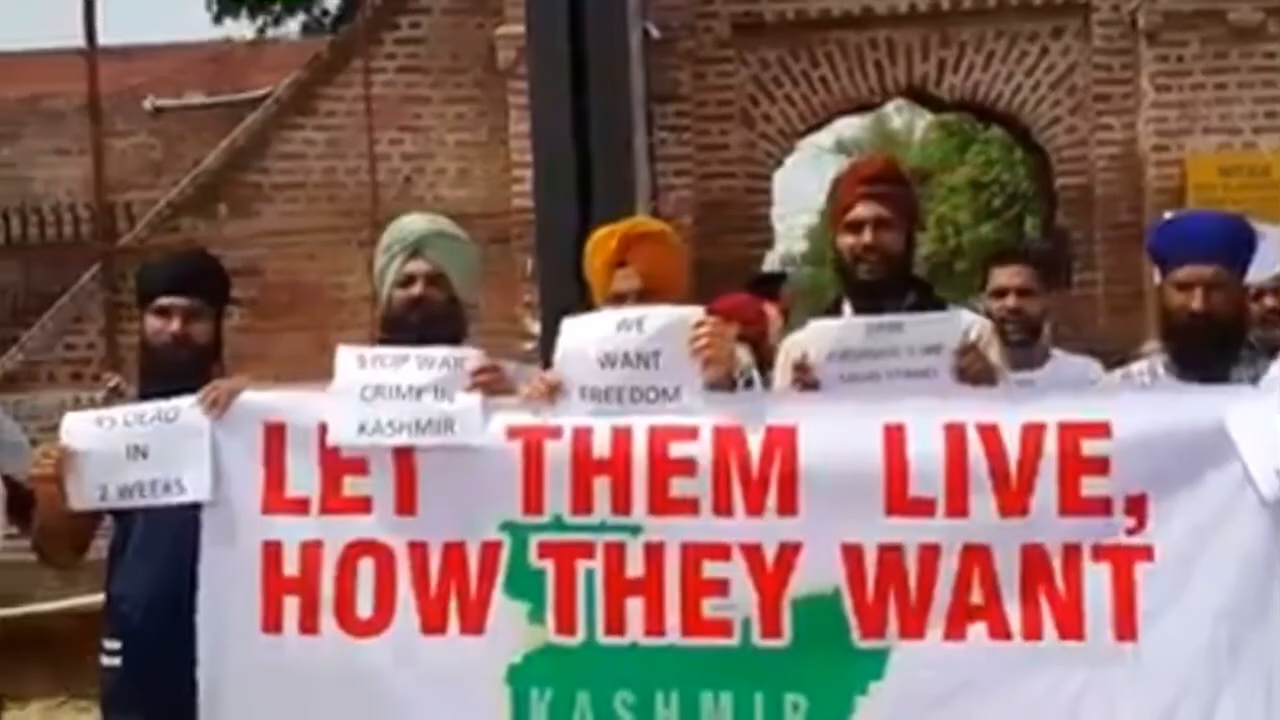 DEAD
IN
2 WEEKS
STOP WAR
CRIME IN
KASHMIR
WE
WANT
FREEDOM
LET THEM LIVE,
HOW THEY WANT
KASHMIR